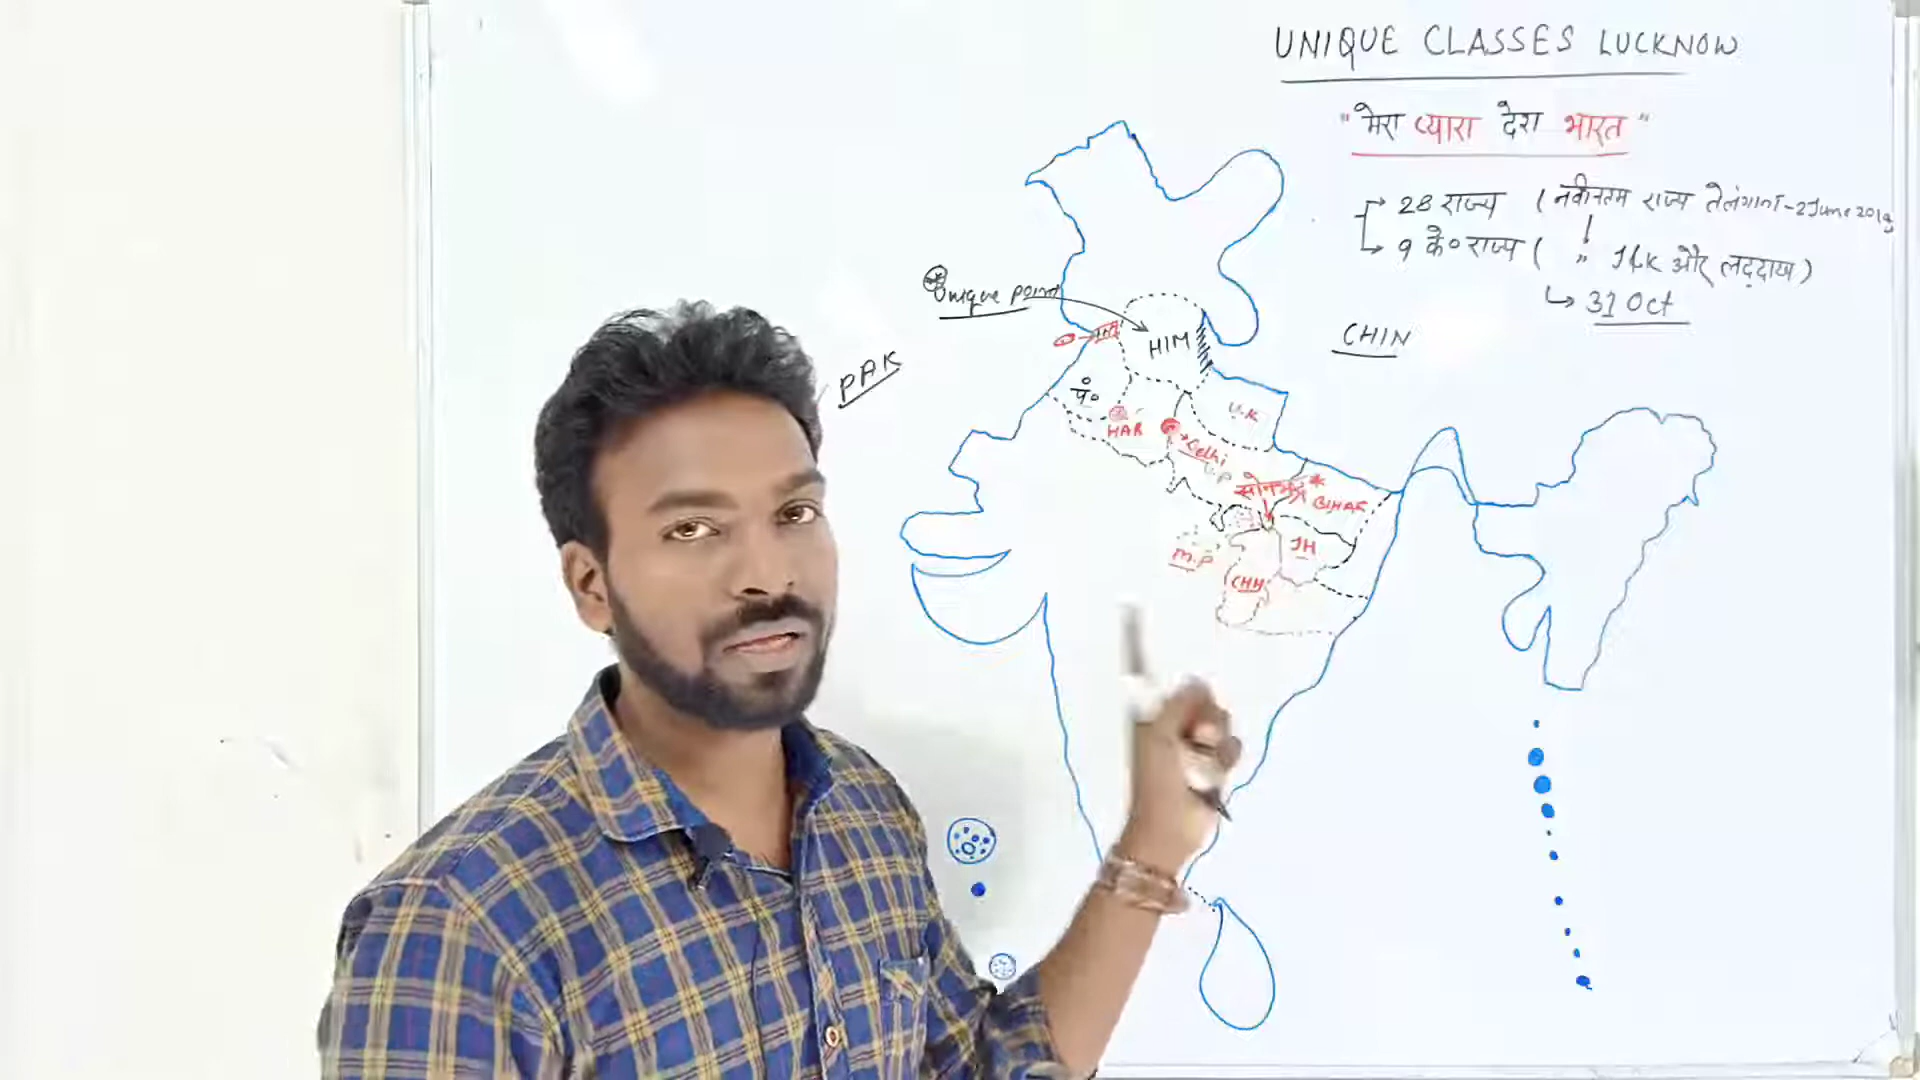 UNIQUE CLASSES LUCKNOW
"मेरा प्यारा देश भारत"
→ 28 राज्य ( नवीनतम राज्य तेलंगाना - 2 June 2014
→ 9 के० राज्य ( " J&K और लद्दाख )
↳ 31 Oct
Unique point
HIM
CHIN
PAK
पं०
U.K
HAR
Delhi
U.P
सोनभद्र *
BIHAR
M.P
JH
CHH